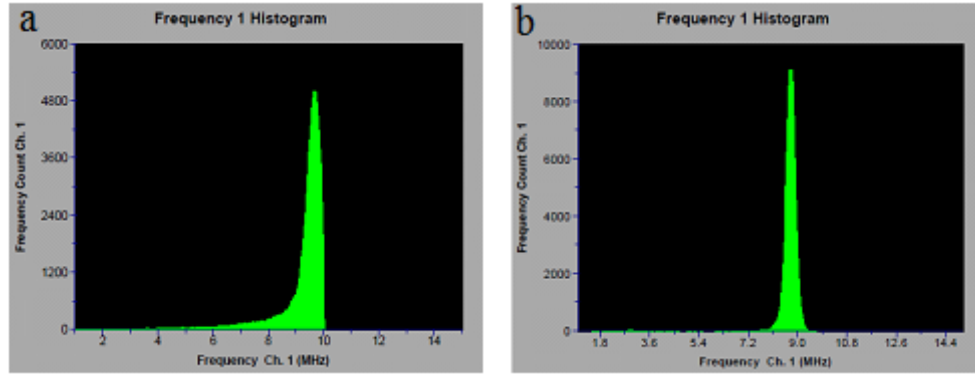 a
Frequency 1 Histogram
Frequency Count Ch. 1
6000
4800
3600
2400
1200
0
2 4 6 8 10 12 14
Frequency Ch. 1 (MHz)
b
Frequency 1 Histogram
Frequency Count Ch. 1
10000
8000
6000
4000
2000
0
1.8 3.6 5.4 7.2 9.0 10.8 12.6 14.4
Frequency Ch. 1 (MHz)